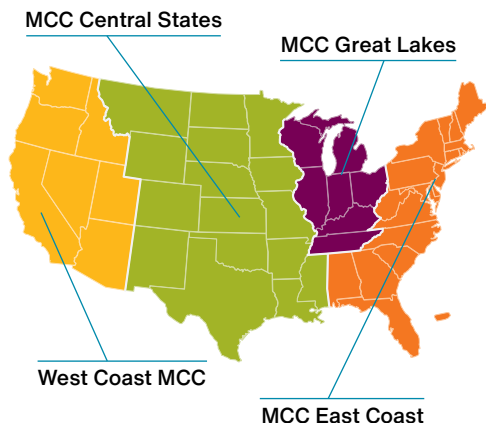 MCC Central States
MCC Great Lakes
West Coast MCC
MCC East Coast